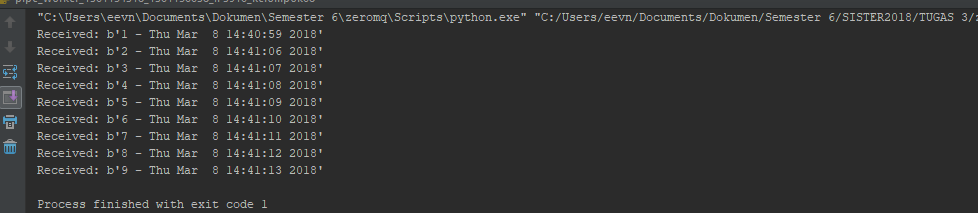 "C:\Users\eevn\Documents\Dokumen\Semester 6\zeromq\Scripts\python.exe" "C:/Users/eevn/Documents/Dokumen/Semester 6/SISTER2018/TUGAS 3/
Received: b'1 - Thu Mar  8 14:40:59 2018'
Received: b'2 - Thu Mar  8 14:41:06 2018'
Received: b'3 - Thu Mar  8 14:41:07 2018'
Received: b'4 - Thu Mar  8 14:41:08 2018'
Received: b'5 - Thu Mar  8 14:41:09 2018'
Received: b'6 - Thu Mar  8 14:41:10 2018'
Received: b'7 - Thu Mar  8 14:41:11 2018'
Received: b'8 - Thu Mar  8 14:41:12 2018'
Received: b'9 - Thu Mar  8 14:41:13 2018'
Process finished with exit code 1